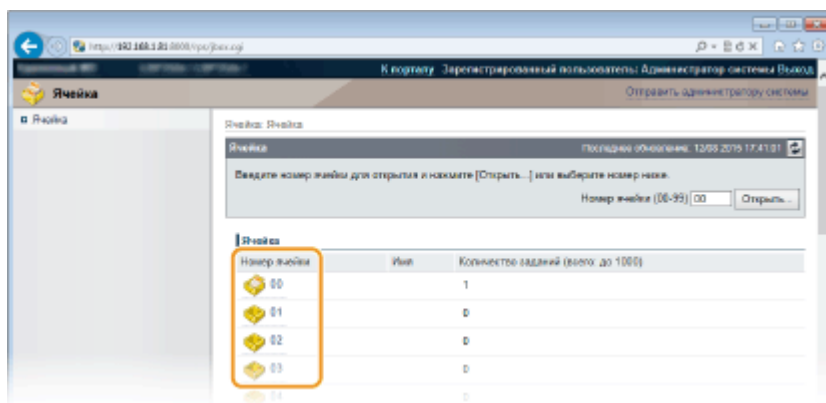 http://192.168.1.81:8000/rps/jbox.cgi
К порталу Зарегистрированный пользователь: Администратор системы Выход
Ячейка
Отправить администратору системы
Ячейка
Ячейка: Ячейка
Ячейка
Последнее обновление: 12/08 2015 17:41:01
Введите номер ячейки для открытия и нажмите [Открыть...] или выберите номер ниже.
Номер ячейки (00-99) 00 Открыть...
Ячейка
Номер ячейки Имя Количество заданий (всего: до 1000)
00 1
01 0
02 0
03 0
04 0